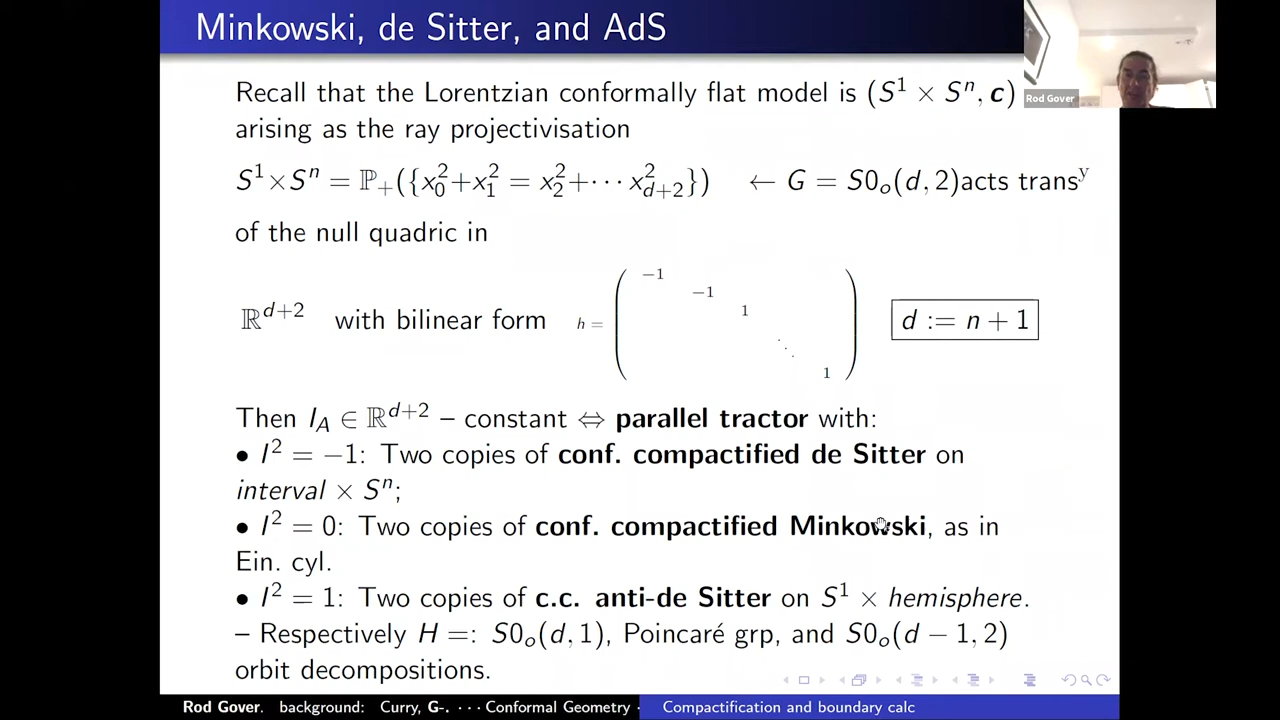 Minkowski, de Sitter, and AdS
Rod Gover
Recall that the Lorentzian conformally flat model is (S¹ × Sⁿ, c)
arising as the ray projectivisation
S¹×Sⁿ = ℙ₊({x₀²+x₁² = x₂²+⋯x²_{d+2}}) ← G = S0ₒ(d, 2)acts transʸ
of the null quadric in
ℝ^{d+2} with bilinear form h = ( −1 −1 1 ⋱ 1 ) d := n + 1
Then I_A ∈ ℝ^{d+2} – constant ⇔ parallel tractor with:
• I² = −1: Two copies of conf. compactified de Sitter on
interval × Sⁿ;
• I² = 0: Two copies of conf. compactified Minkowski, as in
Ein. cyl.
• I² = 1: Two copies of c.c. anti-de Sitter on S¹ × hemisphere.
– Respectively H =: S0ₒ(d, 1), Poincaré grp, and S0ₒ(d − 1, 2)
orbit decompositions.
Rod Gover. background: Curry, G-. ⋯ Conformal Geometry · Compactification and boundary calc